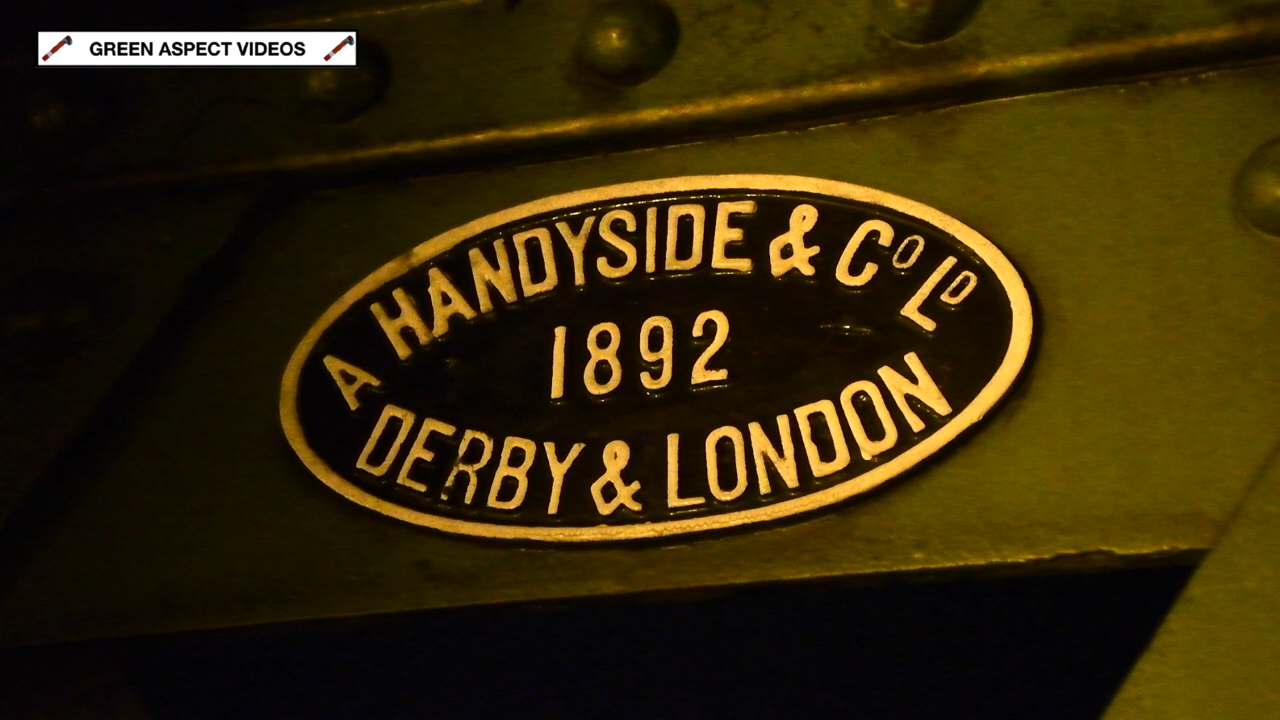 GREEN ASPECT VIDEOS
A HANDYSIDE & Co LD
1892
DERBY & LONDON